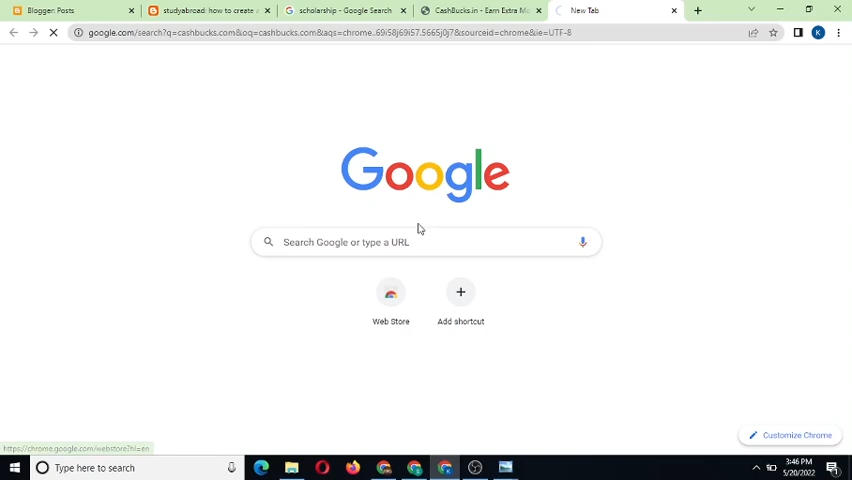 Blogger: Posts
studyabroad: how to create a
scholarship - Google Search
CashBucks.in - Earn Extra Mo
New Tab
google.com/search?q=cashbucks.com&oq=cashbucks.com&aqs=chrome..69i58j69i57.5665j0j7&sourceid=chrome&ie=UTF-8
K
Google
Search Google or type a URL
Web Store
Add shortcut
Customize Chrome
https://chrome.google.com/webstore?hl=en
Type here to search
3:46 PM
5/20/2022